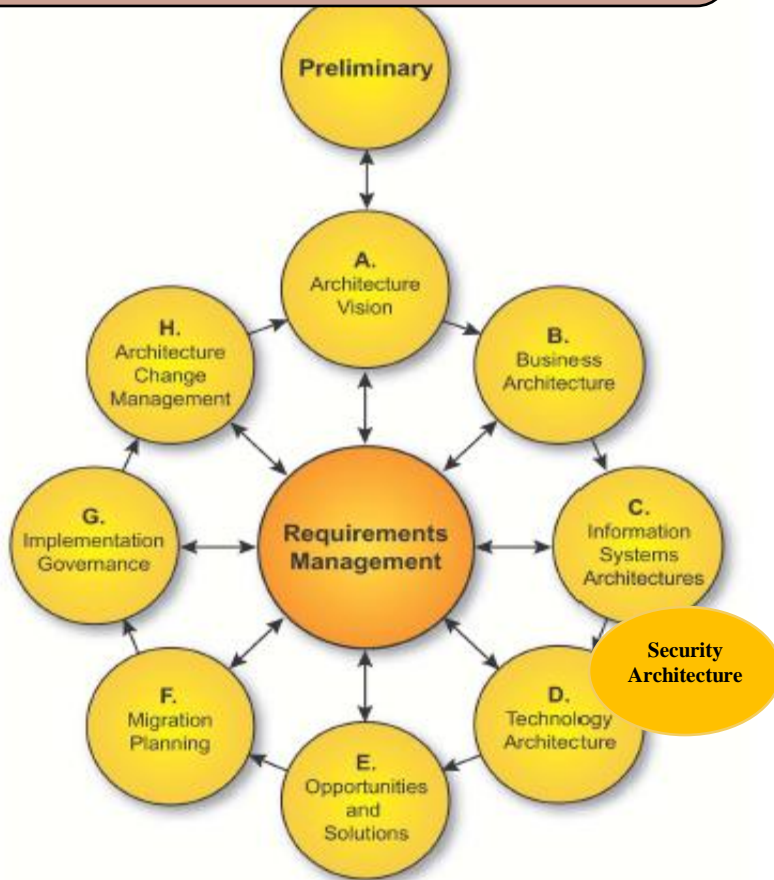 Preliminary
A.
Architecture
Vision
H.
Architecture
Change
Management
B.
Business
Architecture
G.
Implementation
Governance
Requirements
Management
C.
Information
Systems
Architectures
Security
Architecture
F.
Migration
Planning
D.
Technology
Architecture
E.
Opportunities
and
Solutions